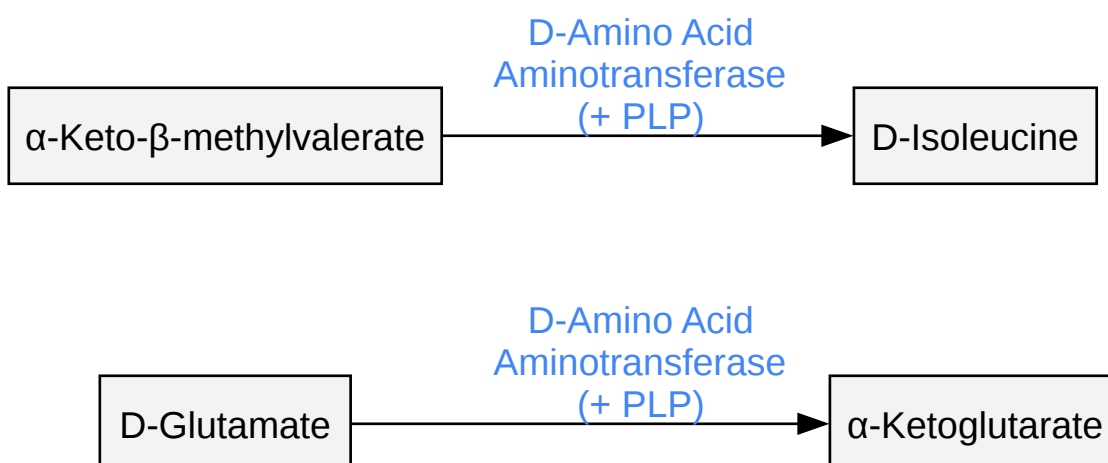 D-Amino Acid
Aminotransferase
(+ PLP)
α-Keto-β-methylvalerate
D-Isoleucine
D-Amino Acid
Aminotransferase
(+ PLP)
D-Glutamate
α-Ketoglutarate